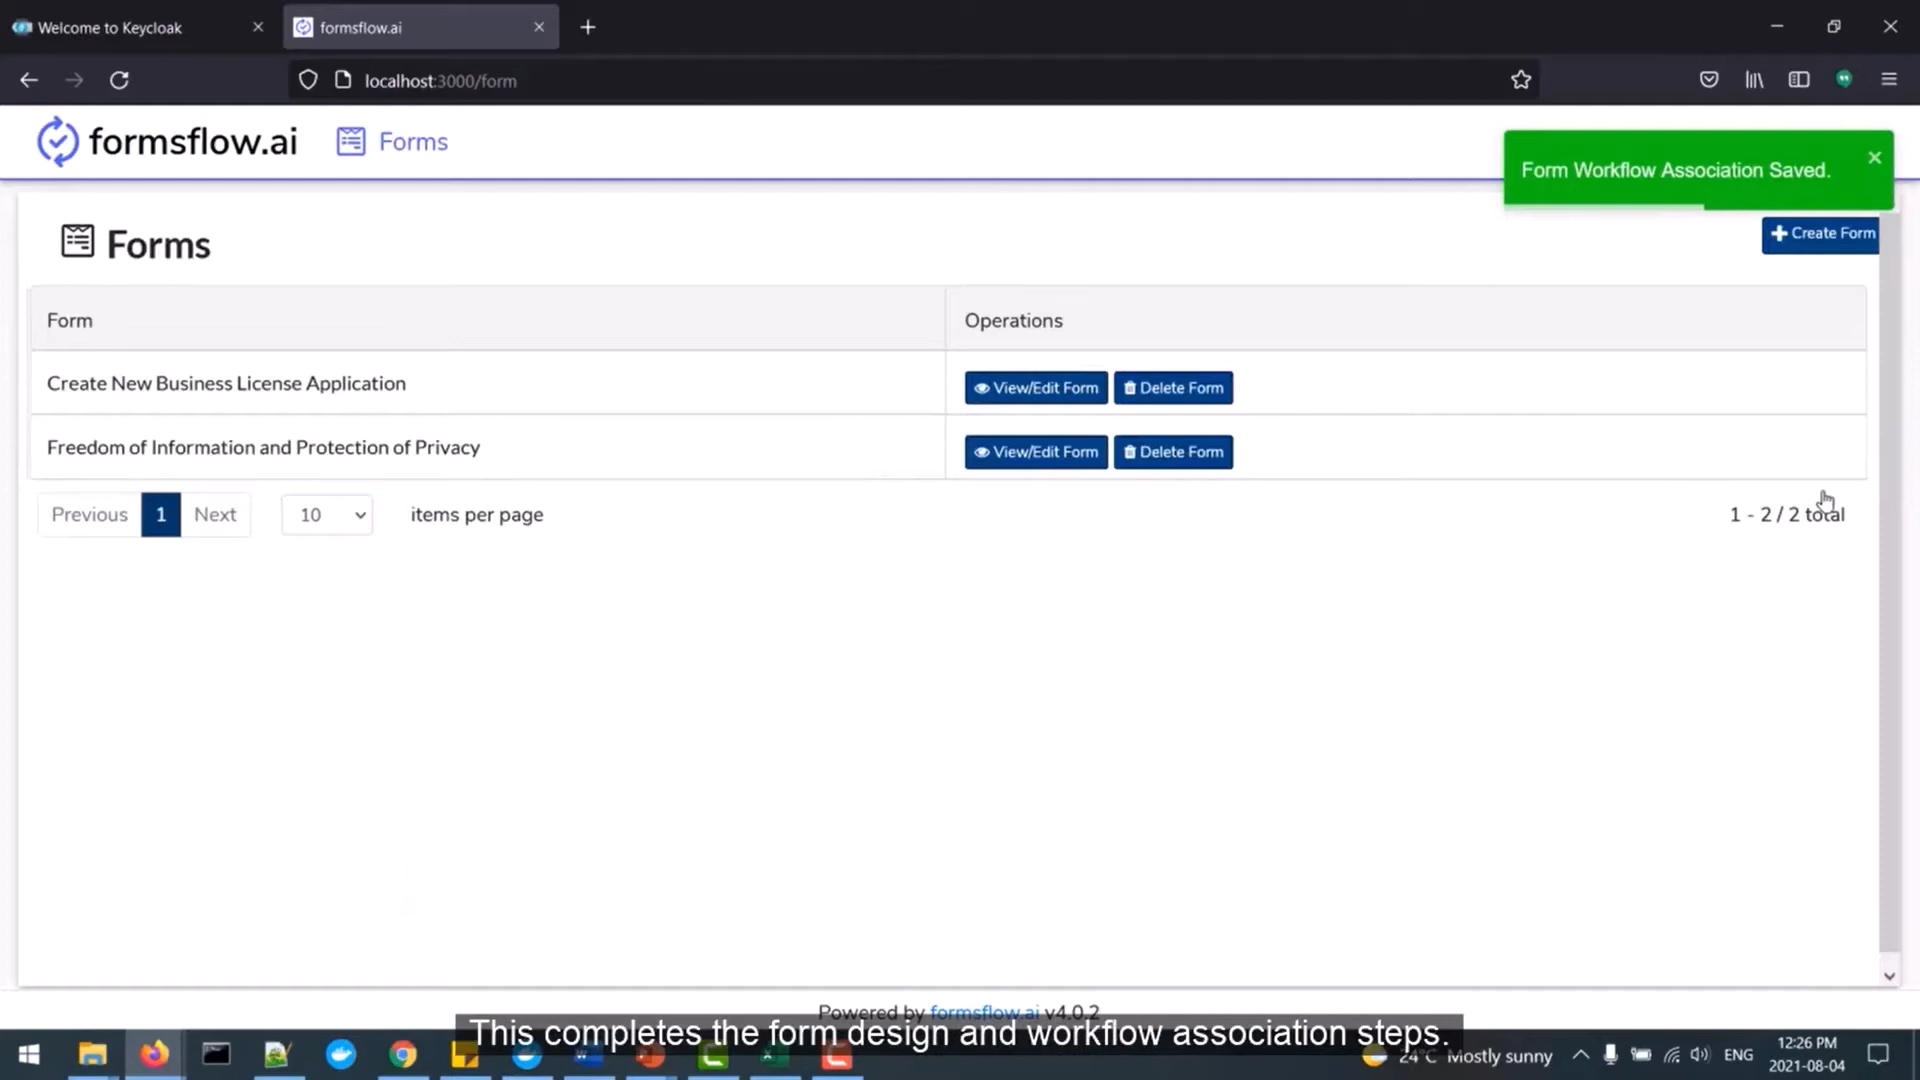 Welcome to Keycloak
formsflow.ai
localhost:3000/form
formsflow.ai
Forms
Form Workflow Association Saved.
Forms
Create Form
Form
Operations
Create New Business License Application
View/Edit Form
Delete Form
Freedom of Information and Protection of Privacy
View/Edit Form
Delete Form
Previous
1
Next
10
items per page
1 - 2 / 2 total
Powered by formsflow.ai v4.0.2
This completes the form design and workflow association steps.
24°C Mostly sunny
ENG
12:26 PM
2021-08-04